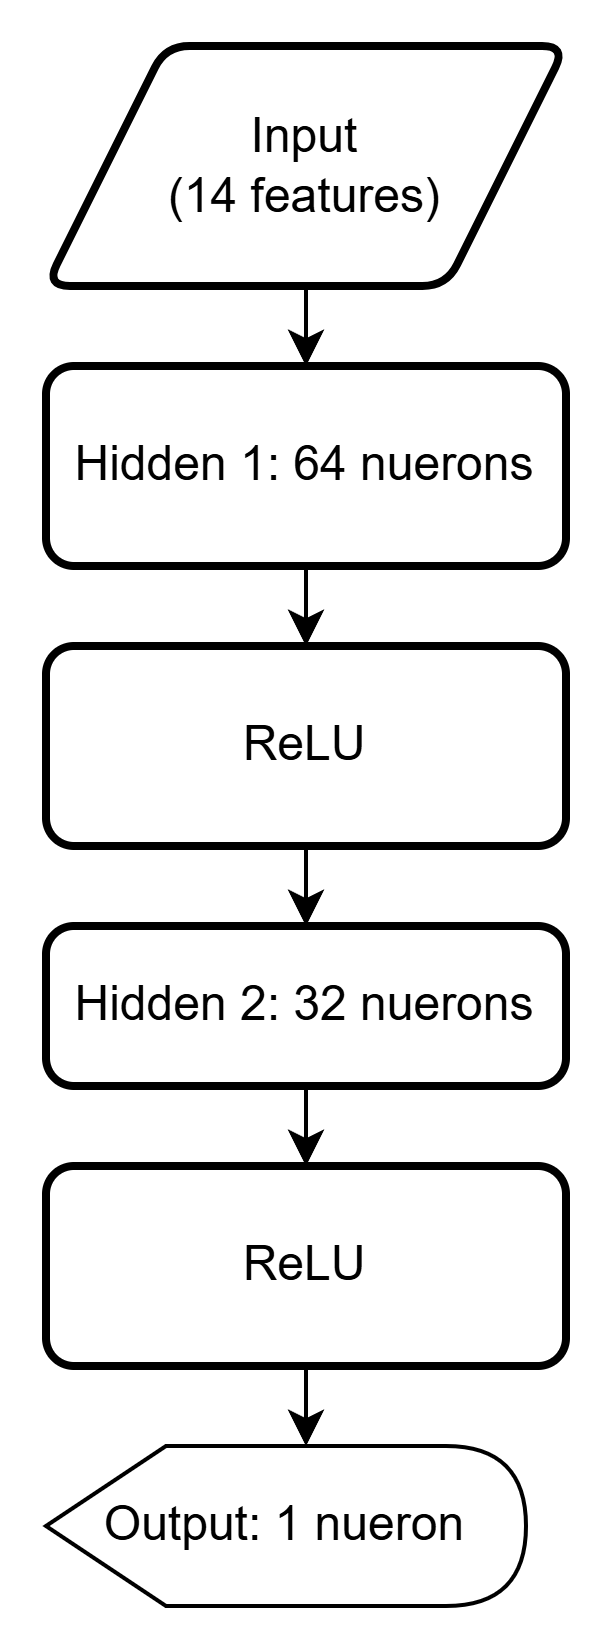 Input
(14 features)
Hidden 1: 64 nuerons
ReLU
Hidden 2: 32 nuerons
ReLU
Output: 1 nueron